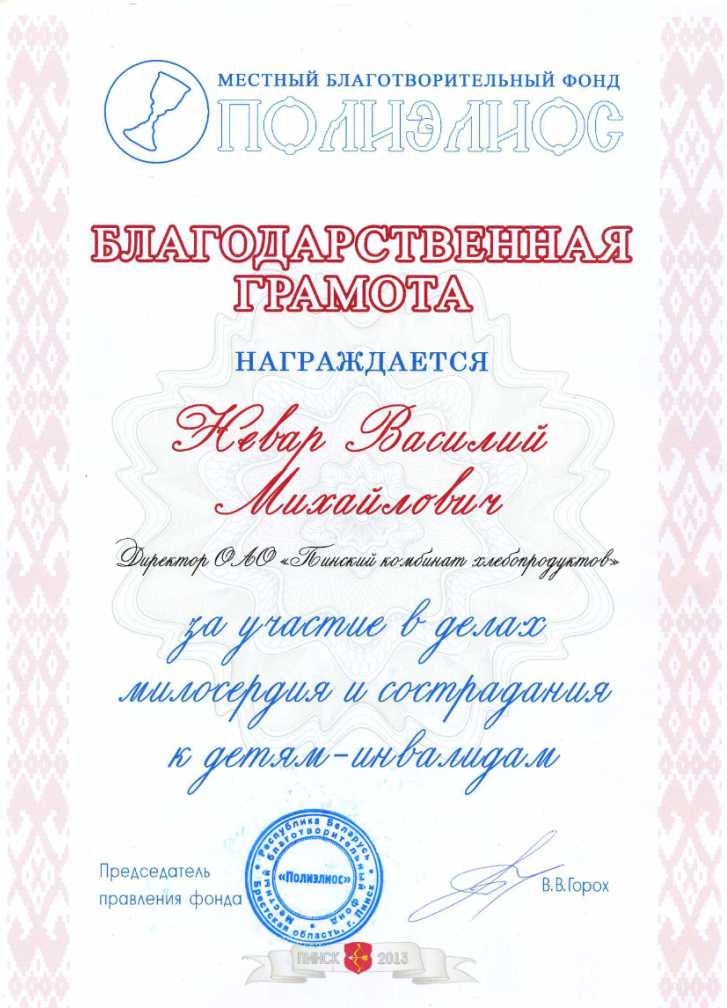 МЕСТНЫЙ БЛАГОТВОРИТЕЛЬНЫЙ ФОНД
ПОЛИЭЛИОС
БЛАГОДАРСТВЕННАЯ
ГРАМОТА
НАГРАЖДАЕТСЯ
Невар Василий
Михайлович
Директор ОАО «Пинский комбинат хлебопродуктов»
за участие в делах
милосердия и сострадания
к детям-инвалидам
Председатель
правления фонда
Республика Беларусь
Местный благотворительный фонд
«Полиэлиос»
Брестская область, г. Пинск
В.В.Горох
ПИНСК 2013